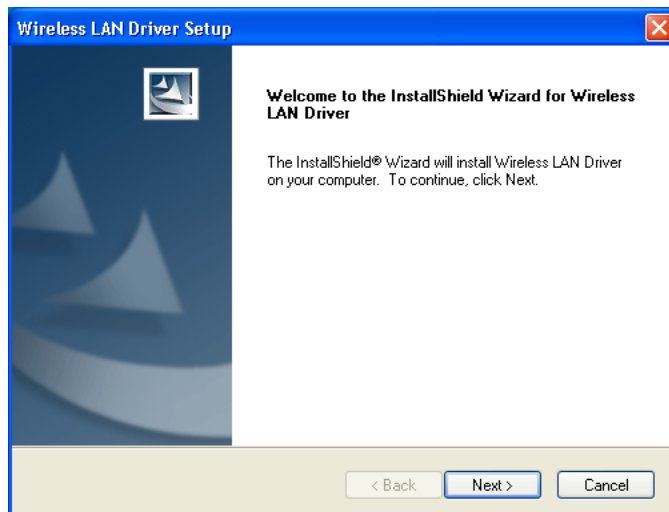 Wireless LAN Driver Setup
Welcome to the InstallShield Wizard for Wireless
LAN Driver
The InstallShield® Wizard will install Wireless LAN Driver
on your computer.  To continue, click Next.
< Back
Next >
Cancel